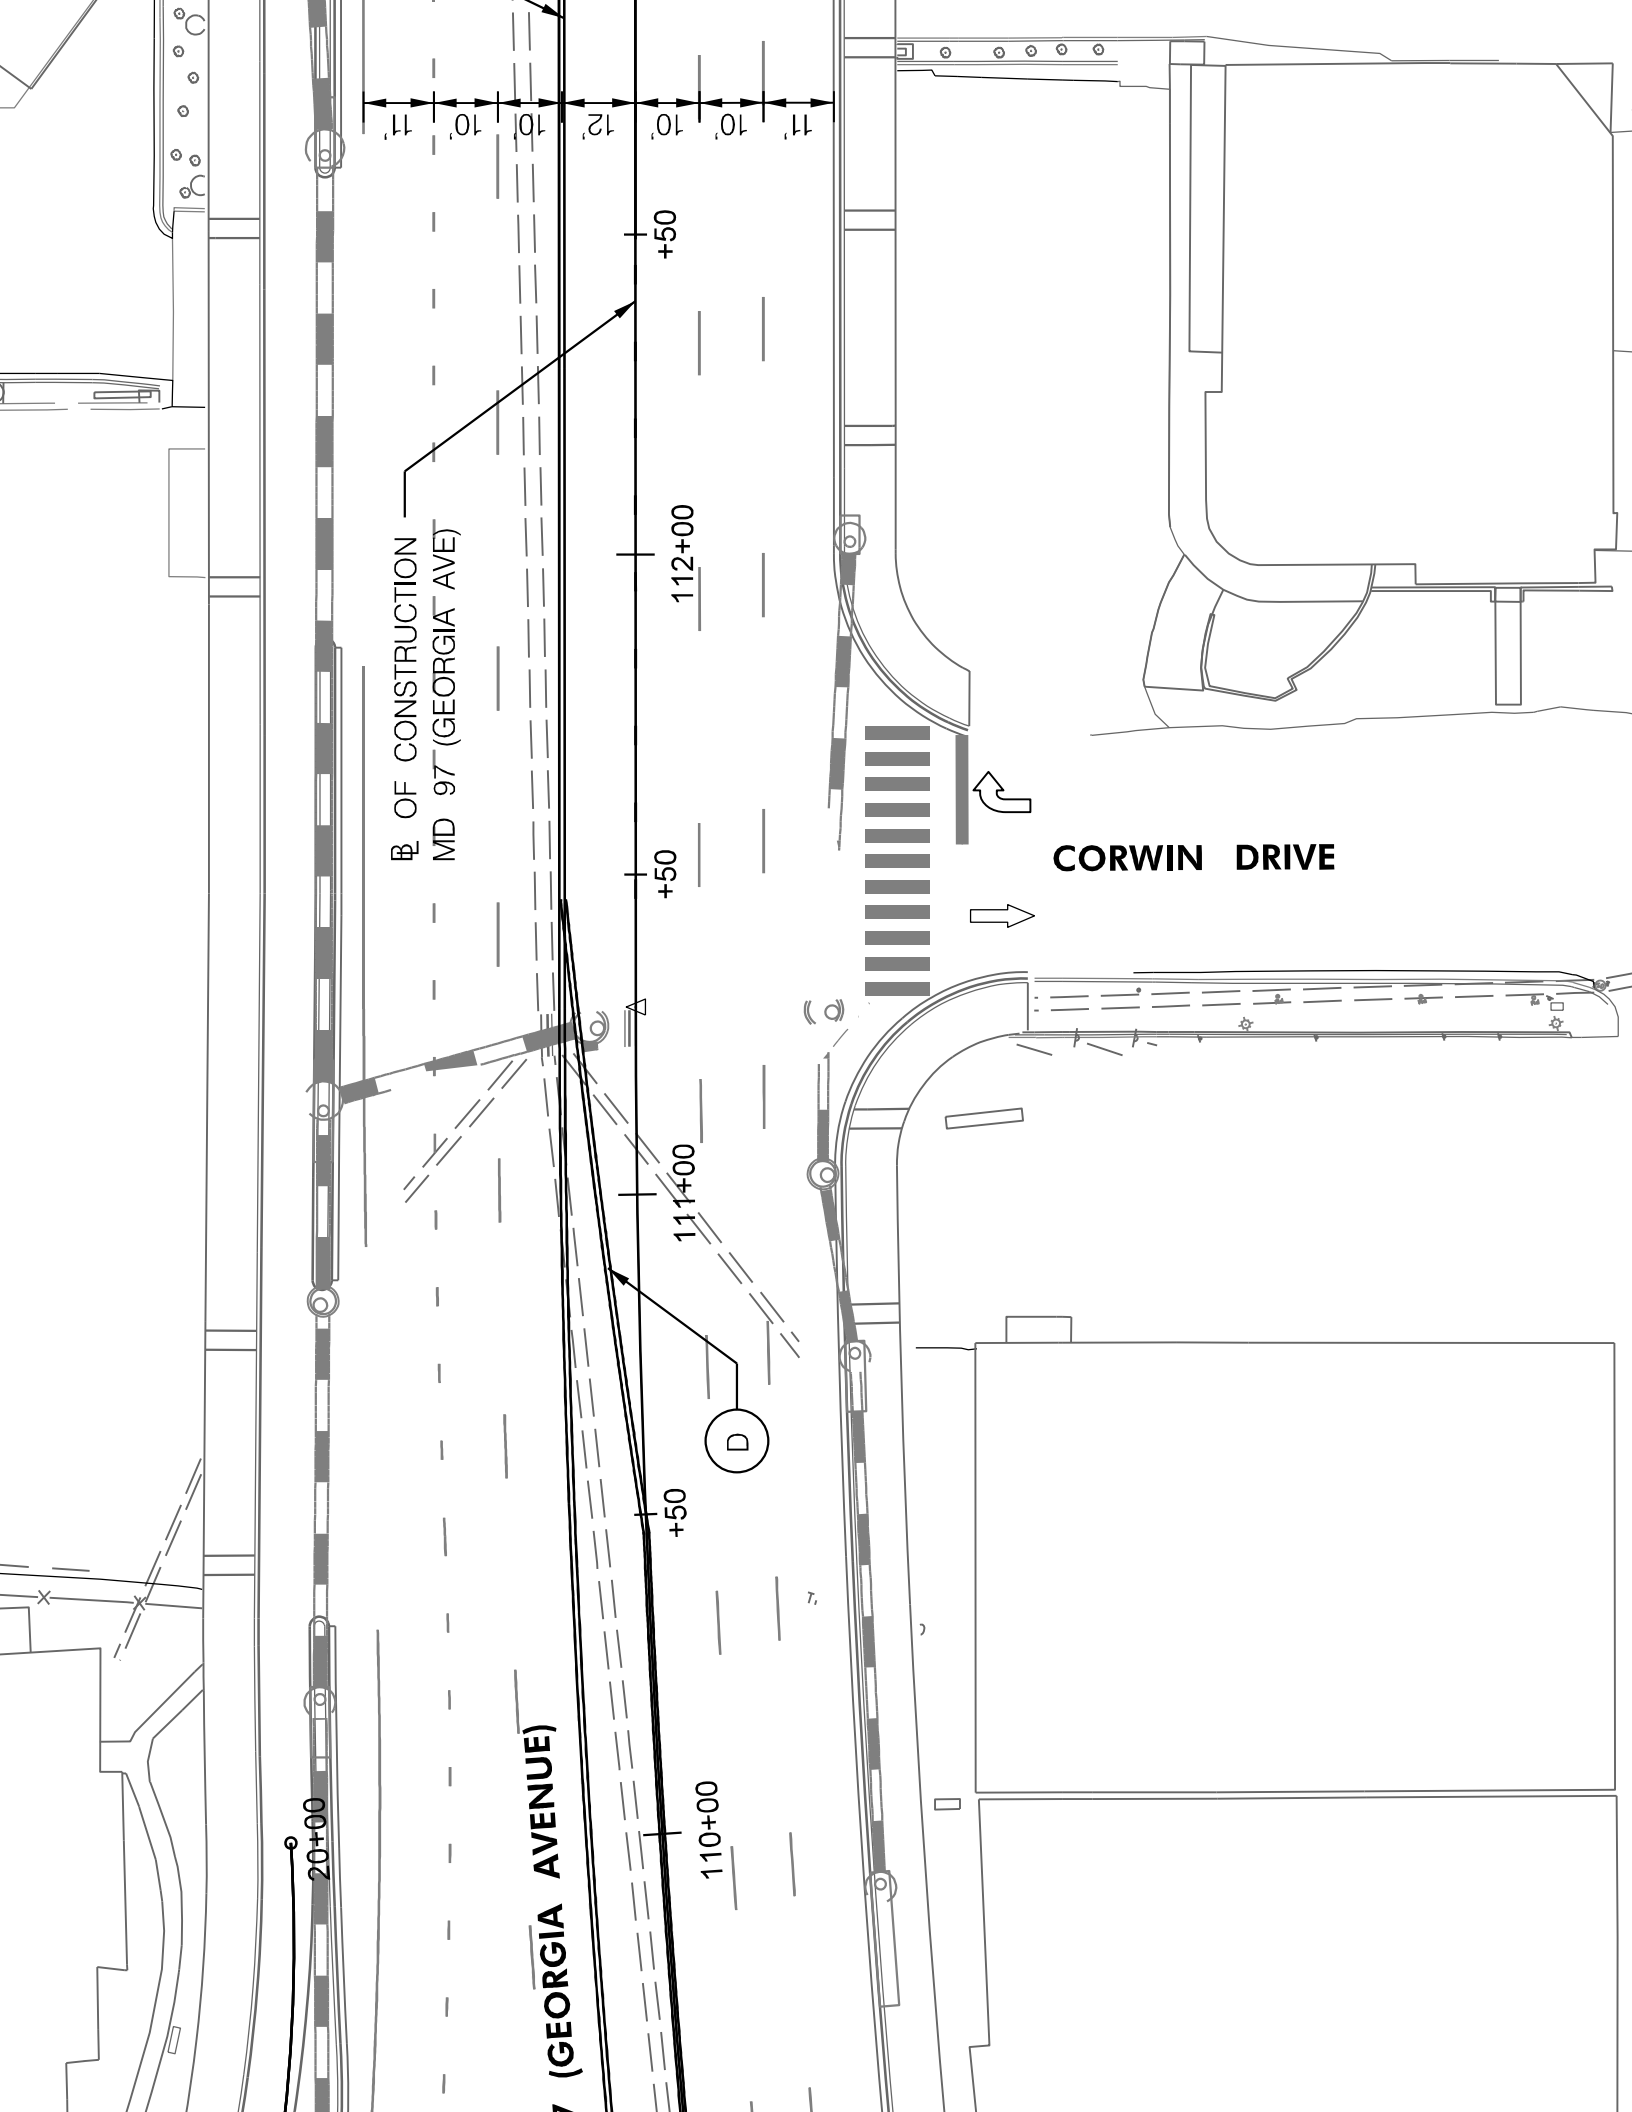 11'
10'
10'
12'
10'
10'
11'
+50
112+00
℄ OF CONSTRUCTION
MD 97 (GEORGIA AVE)
+50
CORWIN DRIVE
111+00
D
+50
110+00
20+00
(GEORGIA AVENUE)